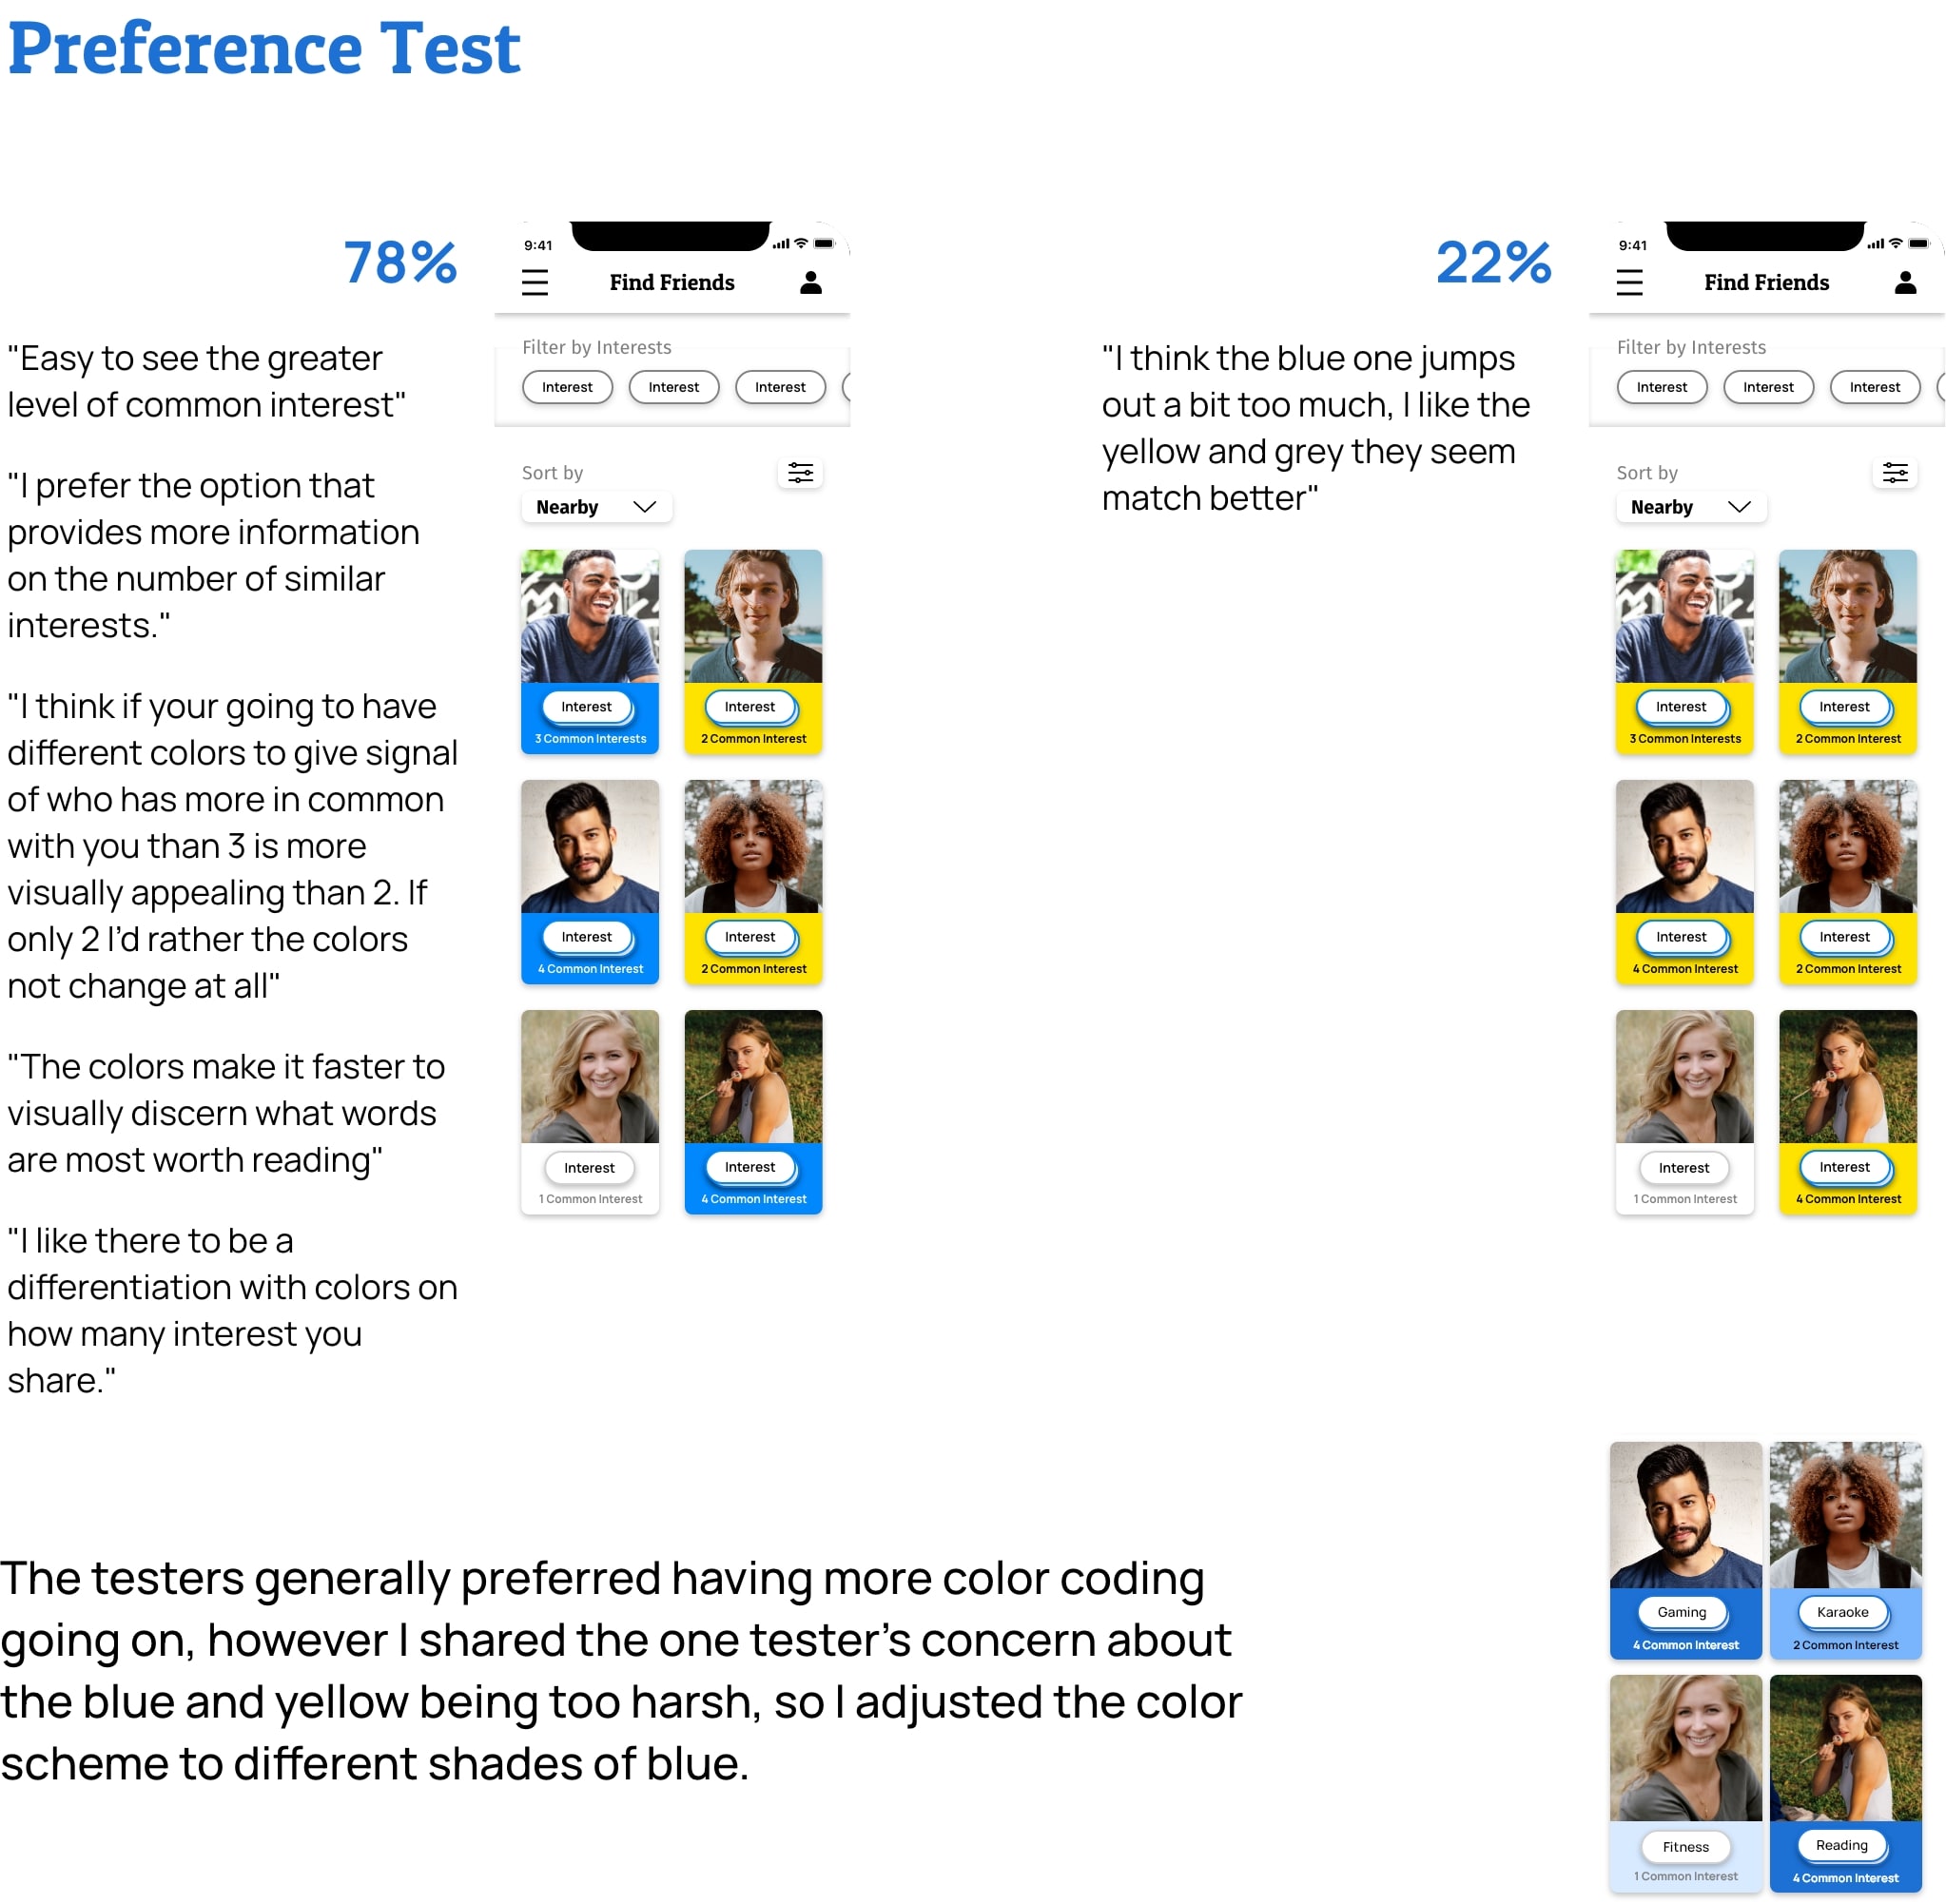 Preference Test
78%
"Easy to see the greater
level of common interest"
"I prefer the option that
provides more information
on the number of similar
interests."
"I think if your going to have
different colors to give signal
of who has more in common
with you than 3 is more
visually appealing than 2. If
only 2 I’d rather the colors
not change at all"
"The colors make it faster to
visually discern what words
are most worth reading"
"I like there to be a
differentiation with colors on
how many interest you
share."
9:41
Find Friends
Filter by Interests
Interest Interest Interest
Sort by
Nearby
Interest Interest
3 Common Interests 2 Common Interest
Interest Interest
4 Common Interest 2 Common Interest
Interest Interest
1 Common Interest 4 Common Interest
22%
"I think the blue one jumps
out a bit too much, I like the
yellow and grey they seem
match better"
9:41
Find Friends
Filter by Interests
Interest Interest Interest
Sort by
Nearby
Interest Interest
3 Common Interests 2 Common Interest
Interest Interest
4 Common Interest 2 Common Interest
Interest Interest
1 Common Interest 4 Common Interest
The testers generally preferred having more color coding
going on, however I shared the one tester’s concern about
the blue and yellow being too harsh, so I adjusted the color
scheme to different shades of blue.
Gaming Karaoke
4 Common Interest 2 Common Interest
Fitness Reading
1 Common Interest 4 Common Interest